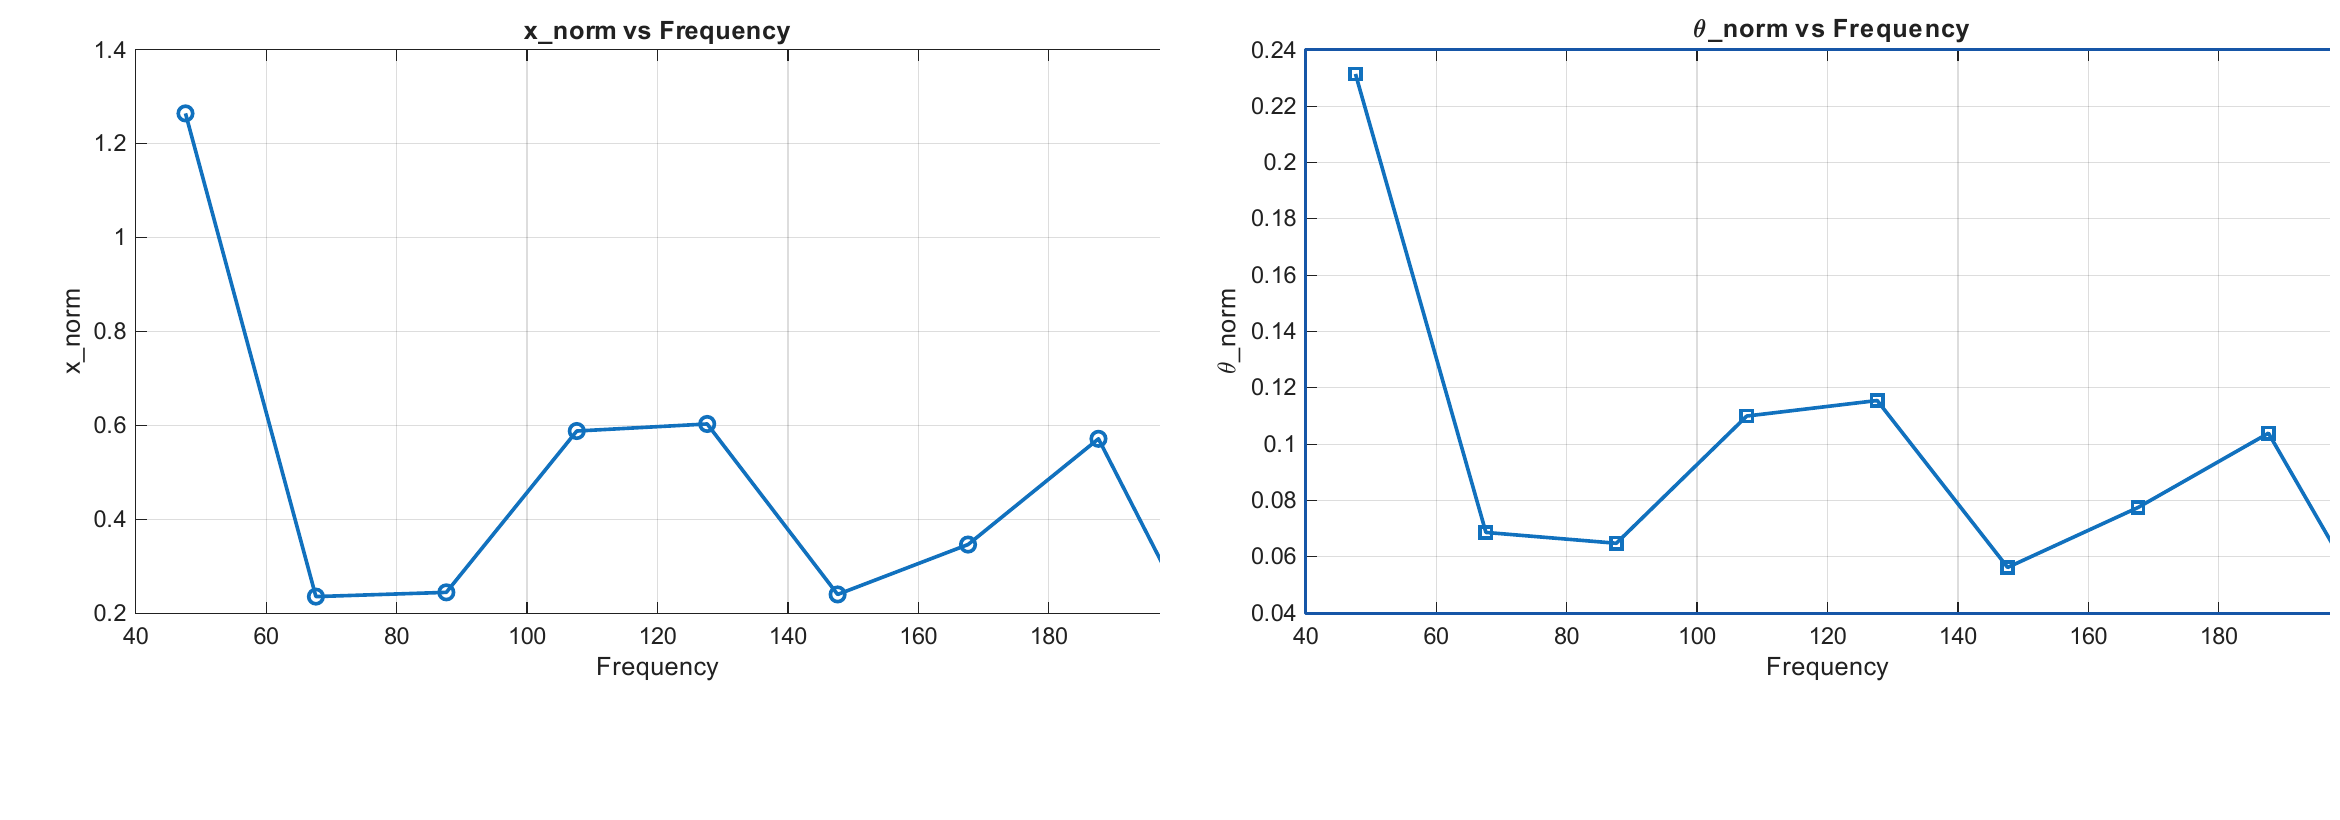 x_norm vs Frequency
1.4
1.2
1
0.8
0.6
0.4
0.2
x_norm
40 60 80 100 120 140 160 180
Frequency
θ_norm vs Frequency
0.24
0.22
0.2
0.18
0.16
0.14
0.12
0.1
0.08
0.06
0.04
θ_norm
40 60 80 100 120 140 160 180
Frequency